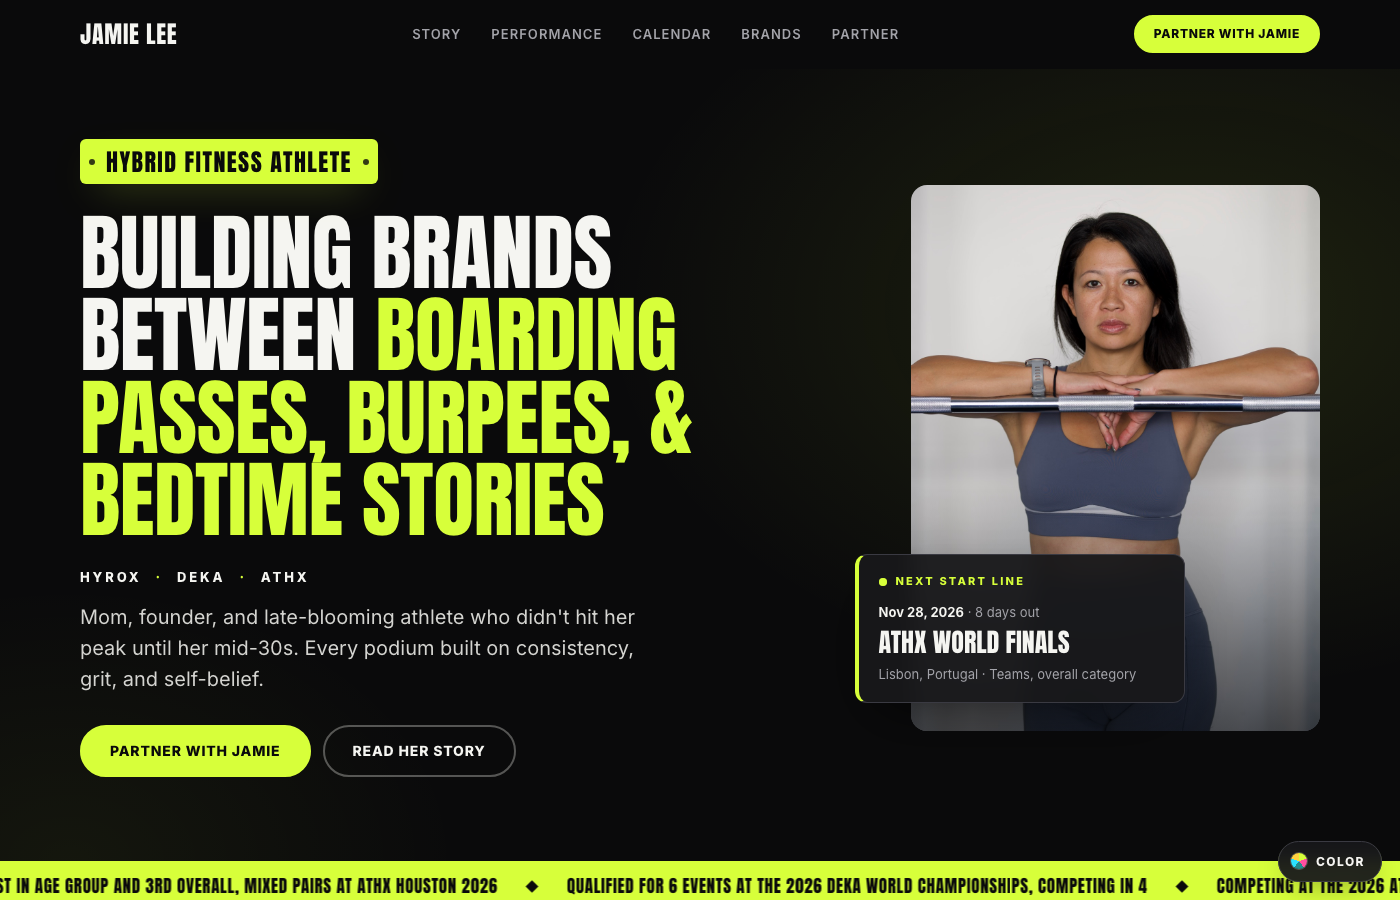 JAMIE LEE
STORY
PERFORMANCE
CALENDAR
BRANDS
PARTNER
PARTNER WITH JAMIE
HYBRID FITNESS ATHLETE
BUILDING BRANDS
BETWEEN BOARDING
PASSES, BURPEES, &
BEDTIME STORIES
HYROX · DEKA · ATHX
Mom, founder, and late-blooming athlete who didn't hit her
peak until her mid-30s. Every podium built on consistency,
grit, and self-belief.
PARTNER WITH JAMIE
READ HER STORY
NEXT START LINE
Nov 28, 2026 · 8 days out
ATHX WORLD FINALS
Lisbon, Portugal · Teams, overall category
COLOR
IN AGE GROUP AND 3RD OVERALL, MIXED PAIRS AT ATHX HOUSTON 2026 ◆ QUALIFIED FOR 6 EVENTS AT THE 2026 DEKA WORLD CHAMPIONSHIPS, COMPETING IN 4 ◆ COMPETING AT THE 2026